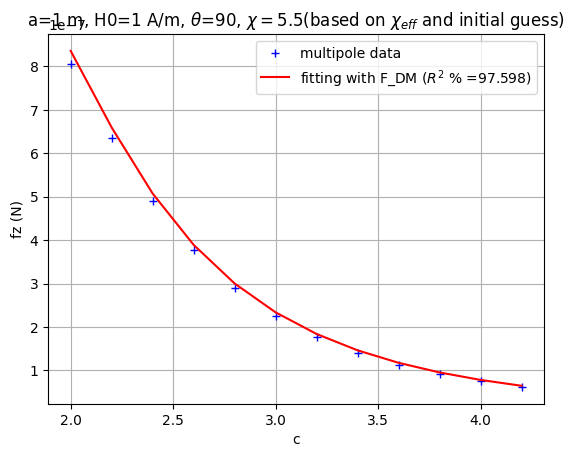 a=1 m, H0=1 A/m, θ=90, χ = 5.5(based on χ_eff and initial guess)
1e−7
multipole data
fitting with F_DM (R² % =97.598)
8
7
6
5
4
3
2
1
fz (N)
2.0 2.5 3.0 3.5 4.0
c